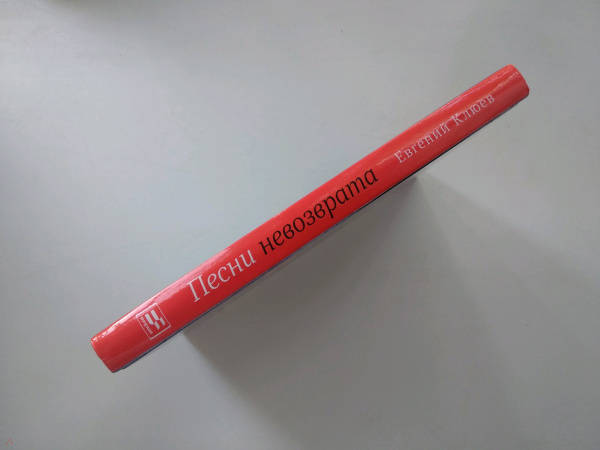 Песни невозврата
Евгений Клюев